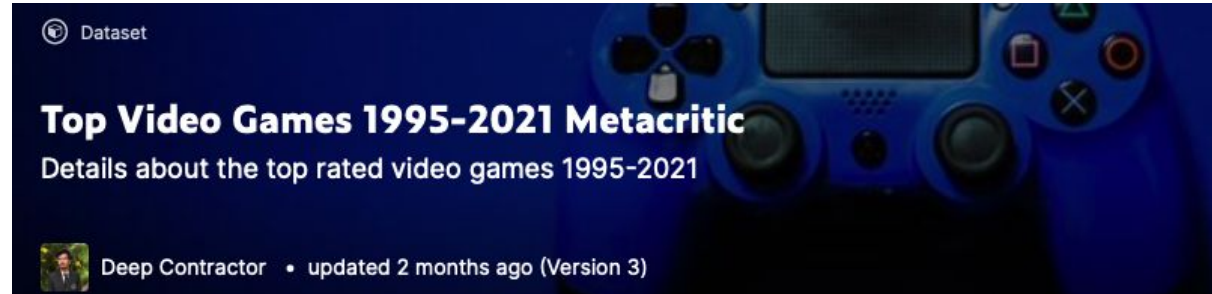 Dataset
Top Video Games 1995-2021 Metacritic
Details about the top rated video games 1995-2021
Deep Contractor • updated 2 months ago (Version 3)